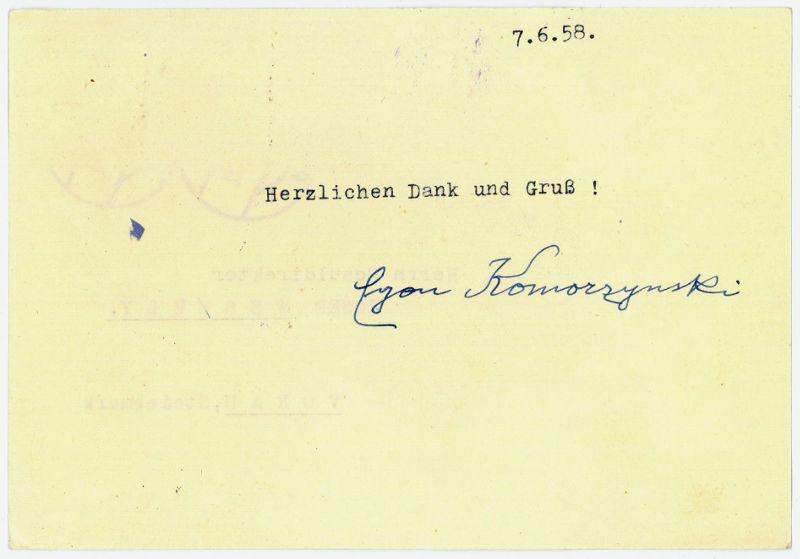 7.6.58.
Herzlichen Dank und Gruß !
Egon Komorzynski